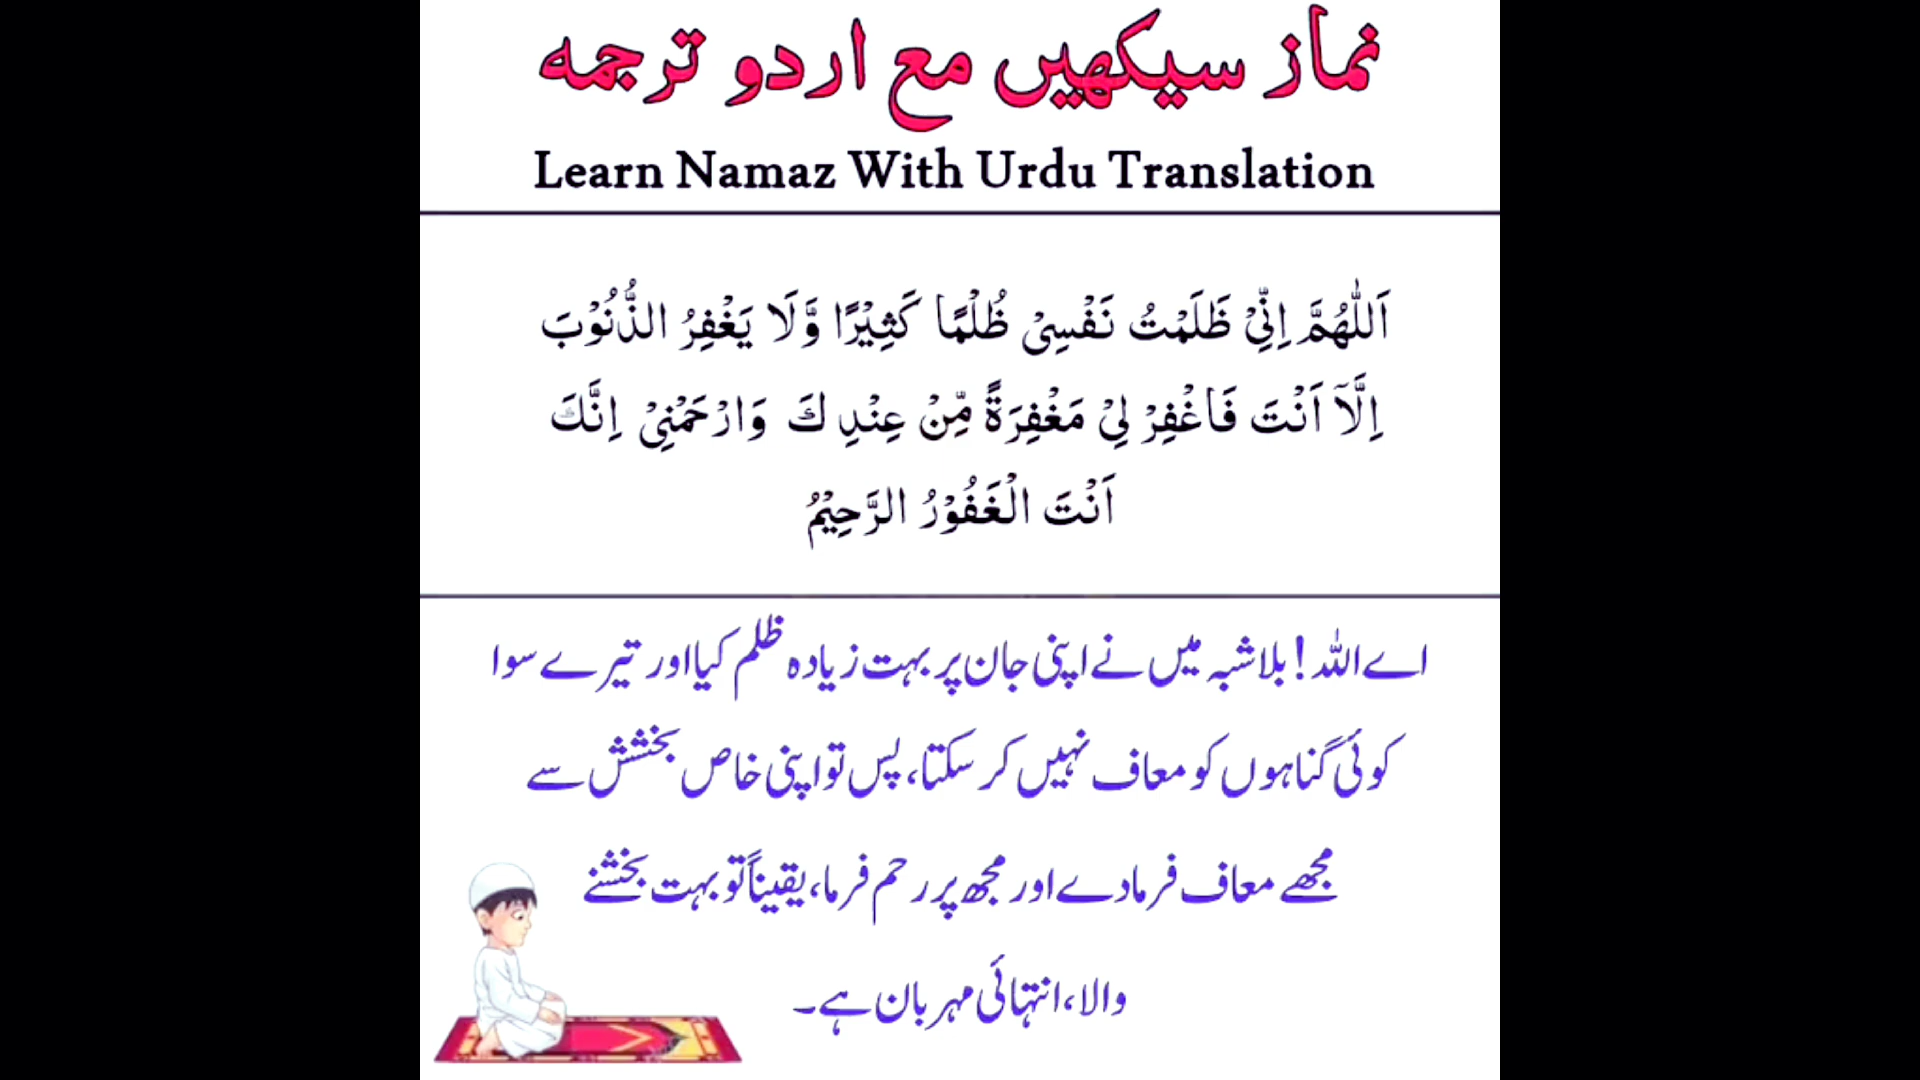 نماز سیکھیں مع اردو ترجمہ
Learn Namaz With Urdu Translation
اَللّٰهُمَّ اِنِّیْ ظَلَمْتُ نَفْسِیْ ظُلْمًا كَثِيْرًا وَّلَا يَغْفِرُ الذُّنُوْبَ
اِلَّآ اَنْتَ فَاغْفِرْ لِیْ مَغْفِرَةً مِّنْ عِنْدِكَ وَارْحَمْنِیْ اِنَّكَ
اَنْتَ الْغَفُوْرُ الرَّحِيْمُ
اے اللہ! بلاشبہ میں نے اپنی جان پر بہت زیادہ ظلم کیا اور تیرے سوا
کوئی گناہوں کو معاف نہیں کر سکتا، پس تو اپنی خاص بخشش سے
مجھے معاف فرما دے اور مجھ پر رحم فرما، یقیناً تو بہت بخشنے
والا، انتہائی مہربان ہے۔